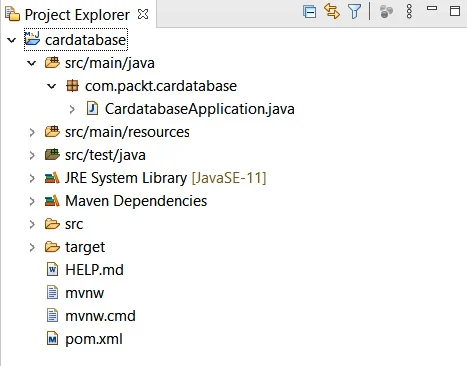 Project Explorer
cardatabase
src/main/java
com.packt.cardatabase
CardatabaseApplication.java
src/main/resources
src/test/java
JRE System Library [JavaSE-11]
Maven Dependencies
src
target
HELP.md
mvnw
mvnw.cmd
pom.xml